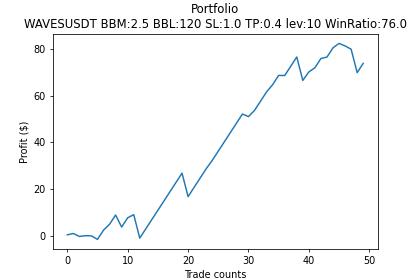 Portfolio
WAVESUSDT BBM:2.5 BBL:120 SL:1.0 TP:0.4 lev:10 WinRatio:76.0
80
60
40
20
0
Profit ($)
0 10 20 30 40 50
Trade counts